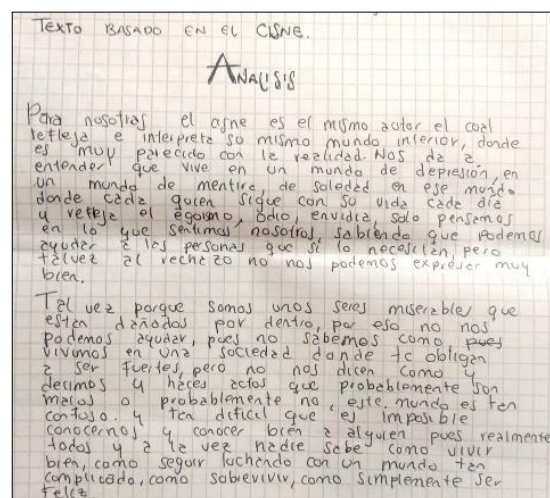 TEXTO BASADO EN EL CISNE.
ANALISIS
Para nosotras el cisne es el mismo autor el cual
refleja e interpreta so mismo mundo interior, donde
es muy parecido con la realidad. Nos da a
entender que vive en un mundo de depresión, en
un mundo de mentira, de soledad en ese mundo
donde cada quien sigue con su vida cada dia
y refleja el egoismo, odio, envidia, solo pensamos
en lo que sentimos nosotros, sabiendo que podemos
ayudar a las personas que si lo necesitan, pero
talvez al rechazo no nos podemos expresar muy
bien.
Tal vez porque somos unos seres miserables que
estan dañados por dentro, por eso no nos
podemos ayudar, pues no sabemos como pues
vivimos en una sociedad donde te obligan
a ser fuertes, pero no nos dicen como y
decimos y haces actos que probablemente son
malos o probablemente no, este mundo es tan
confuso. y tan dificil que es imposible
conocernos y conocer bien a alguien pues realmente
todos y a la vez nadie sabe como vivir
bien, como seguir luchando con un mundo tan
complicado, como sobrevivir, como simplemente ser
feliz